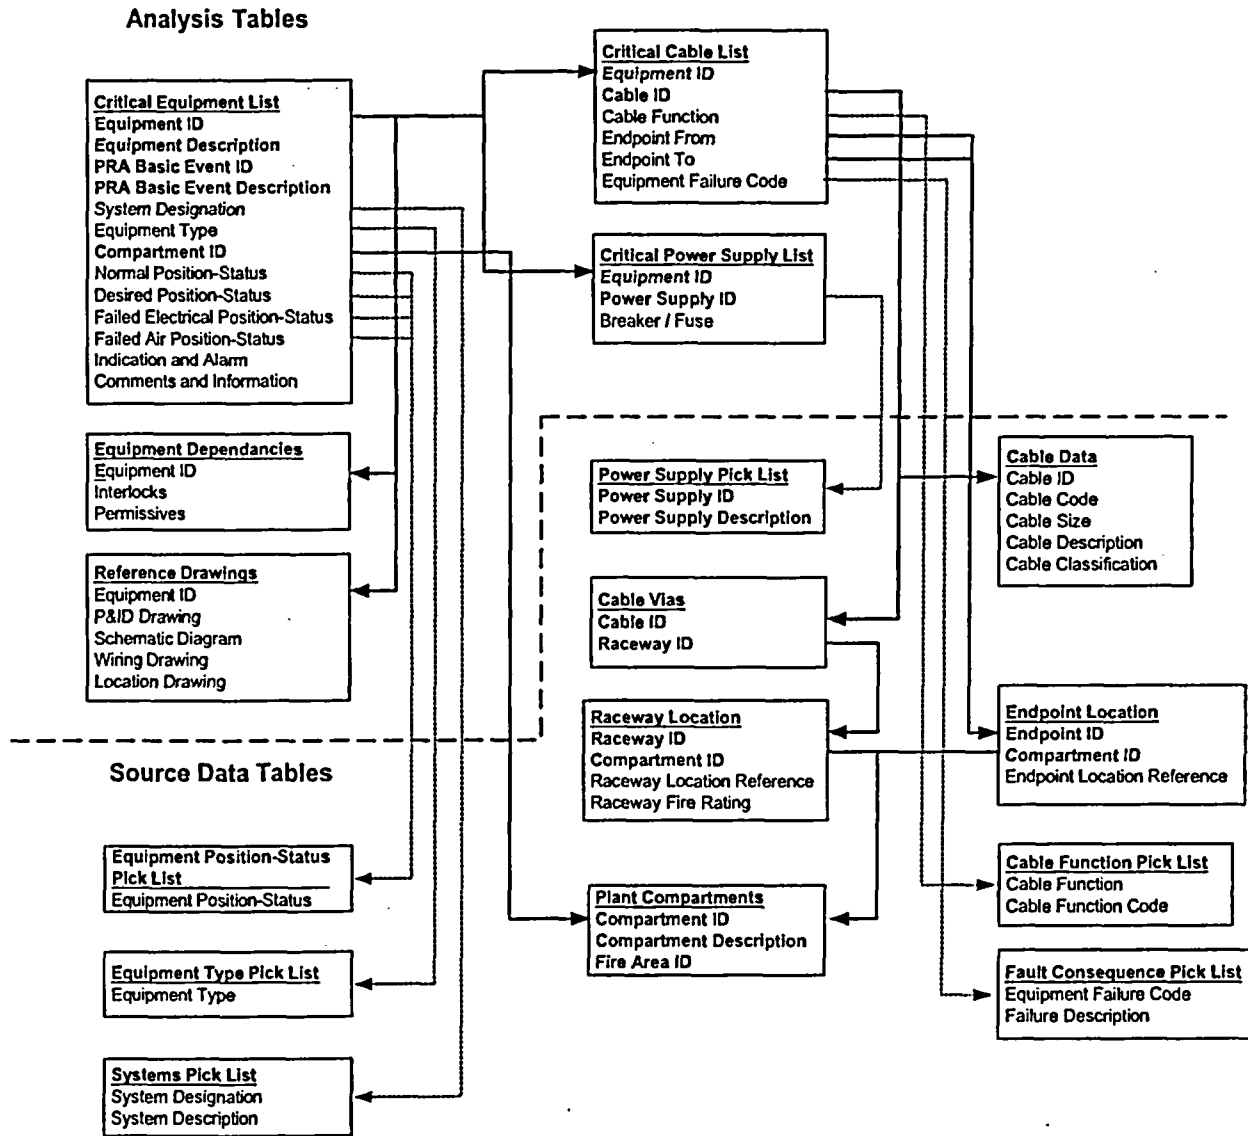 Analysis Tables
Critical Equipment List
Equipment ID
Equipment Description
PRA Basic Event ID
PRA Basic Event Description
System Designation
Equipment Type
Compartment ID
Normal Position-Status
Desired Position-Status
Failed Electrical Position-Status
Failed Air Position-Status
Indication and Alarm
Comments and Information
Equipment Dependancies
Equipment ID
Interlocks
Permissives
Reference Drawings
Equipment ID
P&ID Drawing
Schematic Diagram
Wiring Drawing
Location Drawing
Critical Cable List
Equipment ID
Cable ID
Cable Function
Endpoint From
Endpoint To
Equipment Failure Code
Critical Power Supply List
Equipment ID
Power Supply ID
Breaker / Fuse
Source Data Tables
Equipment Position-Status
Pick List
Equipment Position-Status
Equipment Type Pick List
Equipment Type
Systems Pick List
System Designation
System Description
Power Supply Pick List
Power Supply ID
Power Supply Description
Cable Vias
Cable ID
Raceway ID
Raceway Location
Raceway ID
Compartment ID
Raceway Location Reference
Raceway Fire Rating
Plant Compartments
Compartment ID
Compartment Description
Fire Area ID
Cable Data
Cable ID
Cable Code
Cable Size
Cable Description
Cable Classification
Endpoint Location
Endpoint ID
Compartment ID
Endpoint Location Reference
Cable Function Pick List
Cable Function
Cable Function Code
Fault Consequence Pick List
Equipment Failure Code
Failure Description